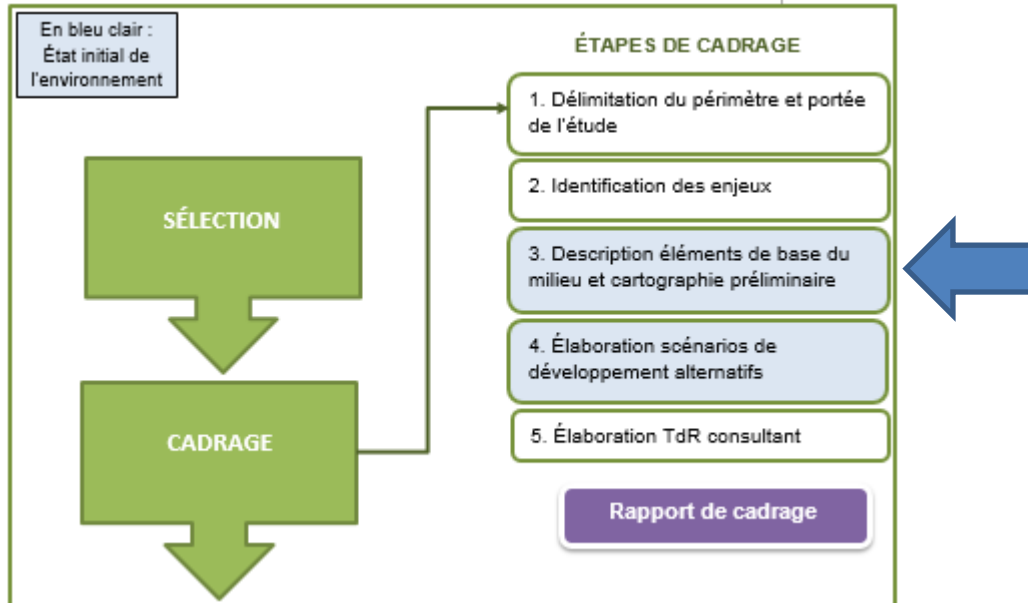 En bleu clair :
État initial de
l'environnement
SÉLECTION
CADRAGE
ÉTAPES DE CADRAGE
1. Délimitation du périmètre et portée
de l'étude
2. Identification des enjeux
3. Description éléments de base du
milieu et cartographie préliminaire
4. Élaboration scénarios de
développement alternatifs
5. Élaboration TdR consultant
Rapport de cadrage